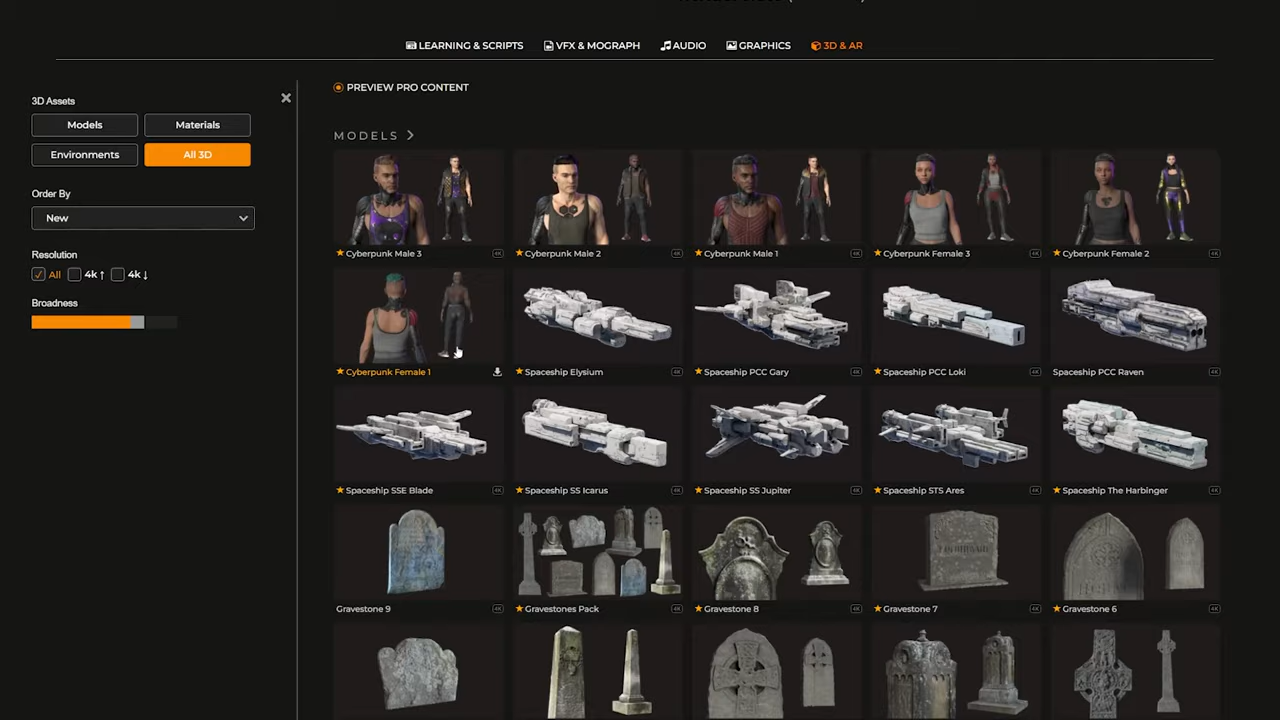 LEARNING & SCRIPTS VFX & MOGRAPH AUDIO GRAPHICS 3D & AR
3D Assets
Models Materials
Environments All 3D
Order By
New
Resolution
All 4k↑ 4k↓
Broadness
PREVIEW PRO CONTENT
MODELS
Cyberpunk Male 3 4K Cyberpunk Male 2 4K Cyberpunk Male 1 4K Cyberpunk Female 3 4K Cyberpunk Female 2 4K
Cyberpunk Female 1 Spaceship Elysium 4K Spaceship PCC Gary 4K Spaceship PCC Loki 4K Spaceship PCC Raven 4K
Spaceship SSE Blade 4K Spaceship SS Icarus 4K Spaceship SS Jupiter 4K Spaceship STS Ares 4K Spaceship The Harbinger 4K
Gravestone 9 4K Gravestones Pack 4K Gravestone 8 4K Gravestone 7 4K Gravestone 6 4K